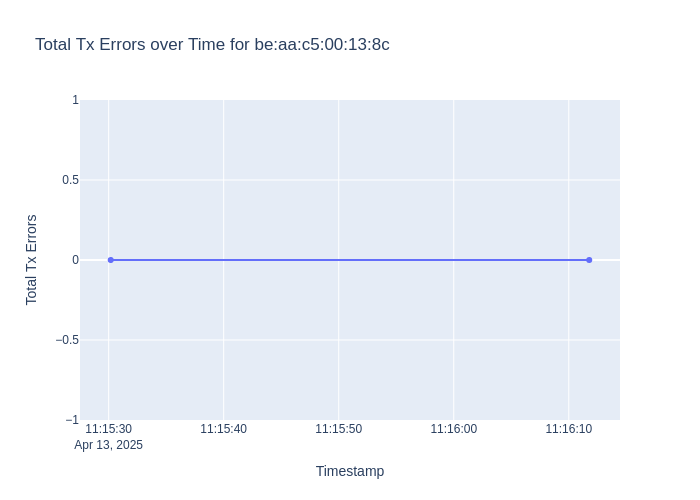 Total Tx Errors over Time for be:aa:c5:00:13:8c
1
0.5
0
−0.5
−1
Total Tx Errors
11:15:30
Apr 13, 2025
11:15:40
11:15:50
11:16:00
11:16:10
Timestamp